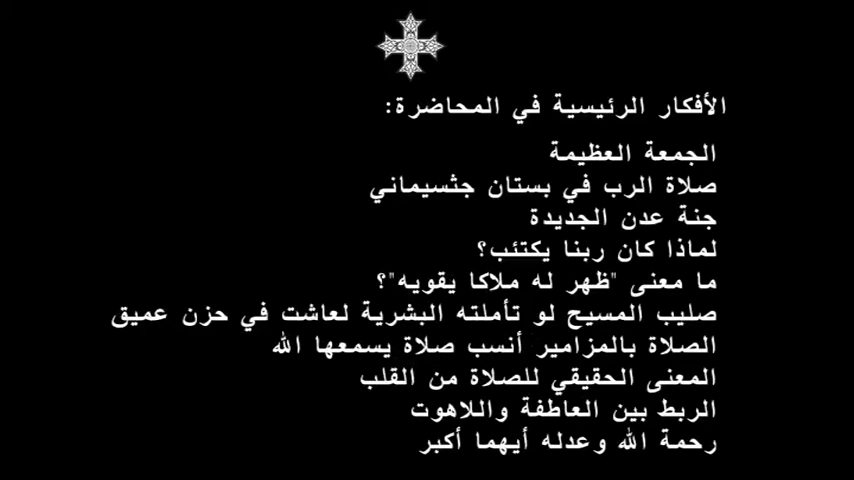 الأفكار الرئيسية في المحاضرة:
الجمعة العظيمة
صلاة الرب في بستان جثسيماني
جنة عدن الجديدة
لماذا كان ربنا يكتئب؟
ما معنى "ظهر له ملاكا يقويه"؟
صليب المسيح لو تأملته البشرية لعاشت في حزن عميق
الصلاة بالمزامير أنسب صلاة يسمعها الله
المعنى الحقيقي للصلاة من القلب
الربط بين العاطفة واللاهوت
رحمة الله وعدله أيهما أكبر